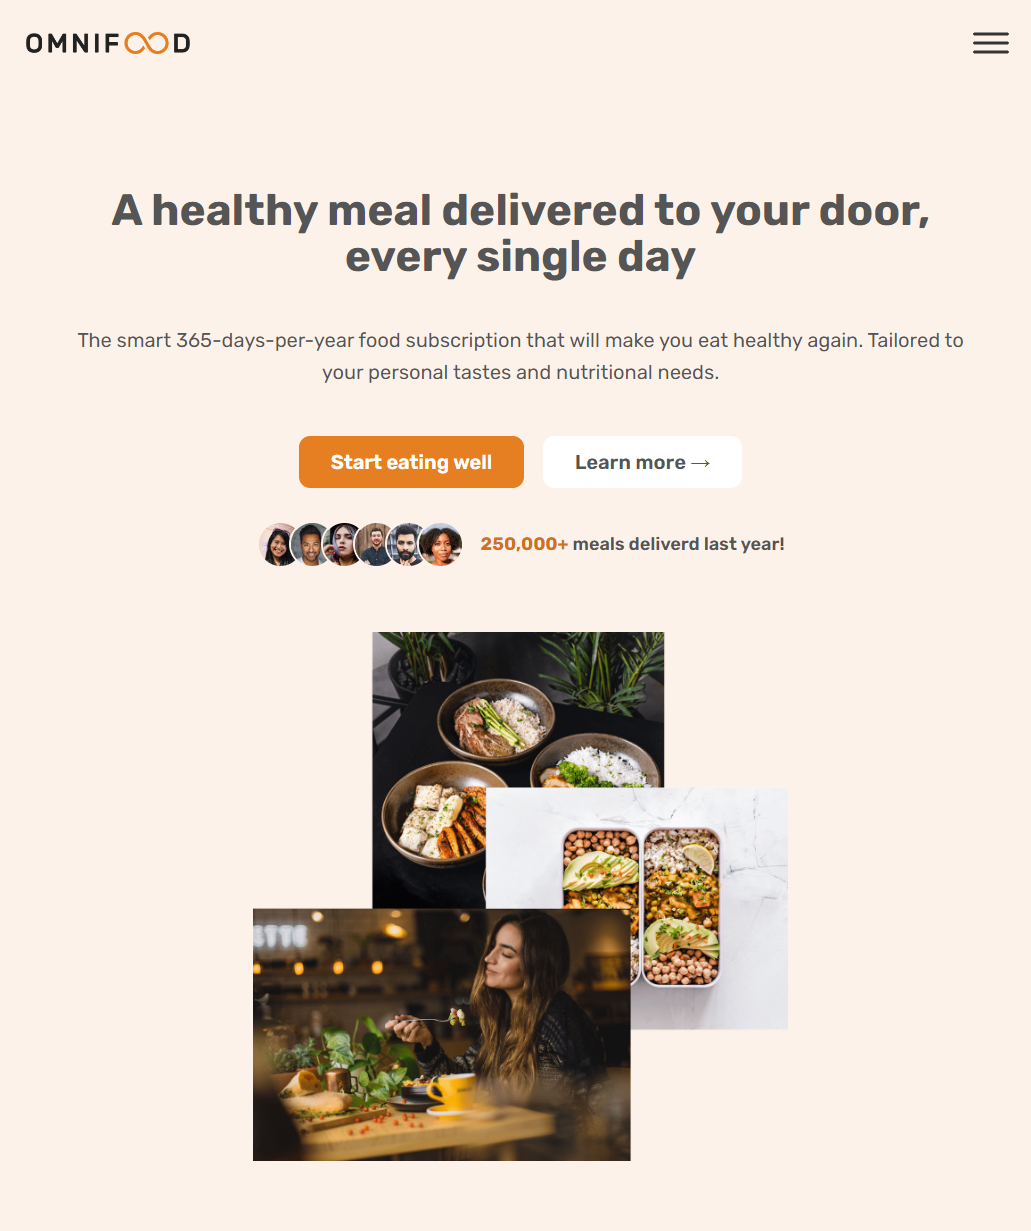 OMNIFOOD
A healthy meal delivered to your door,
every single day
The smart 365-days-per-year food subscription that will make you eat healthy again. Tailored to
your personal tastes and nutritional needs.
Start eating well
Learn more →
250,000+ meals deliverd last year!
ETTE